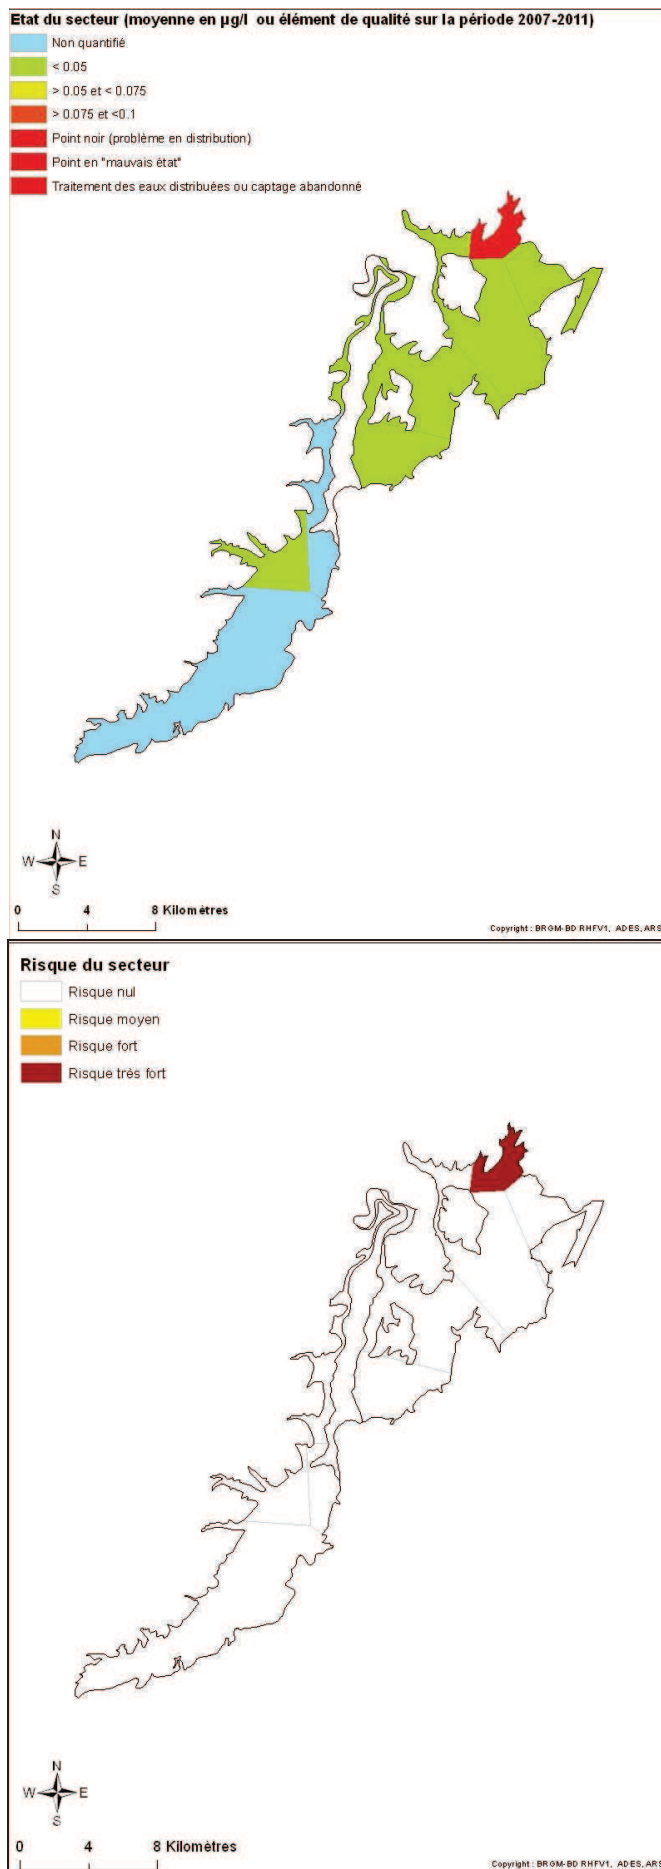 Etat du secteur (moyenne en µg/l ou élément de qualité sur la période 2007-2011)
Non quantifié
< 0.05
> 0.05 et < 0.075
> 0.075 et <0.1
Point noir (problème en distribution)
Point en "mauvais état"
Traitement des eaux distribuées ou captage abandonné
N
W E
S
0 4 8 Kilomètres
Copyright : BRGM-BD RHFV1, ADES, ARS
Risque du secteur
Risque nul
Risque moyen
Risque fort
Risque très fort
N
W E
S
0 4 8 Kilomètres
Copyright : BRGM-BD RHFV1, ADES, ARS